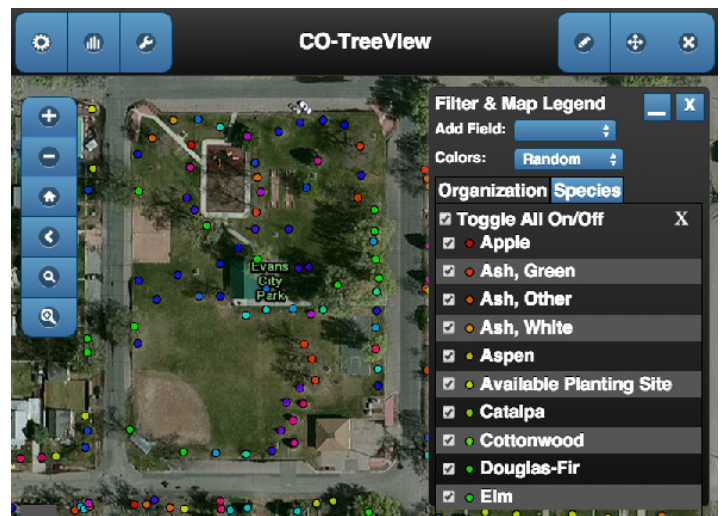 CO-TreeView
Filter & Map Legend
X
Add Field:
Colors: Random
Organization Species
Toggle All On/Off X
Apple
Ash, Green
Ash, Other
Ash, White
Aspen
Available Planting Site
Catalpa
Cottonwood
Douglas-Fir
Elm
Evans
City
Park